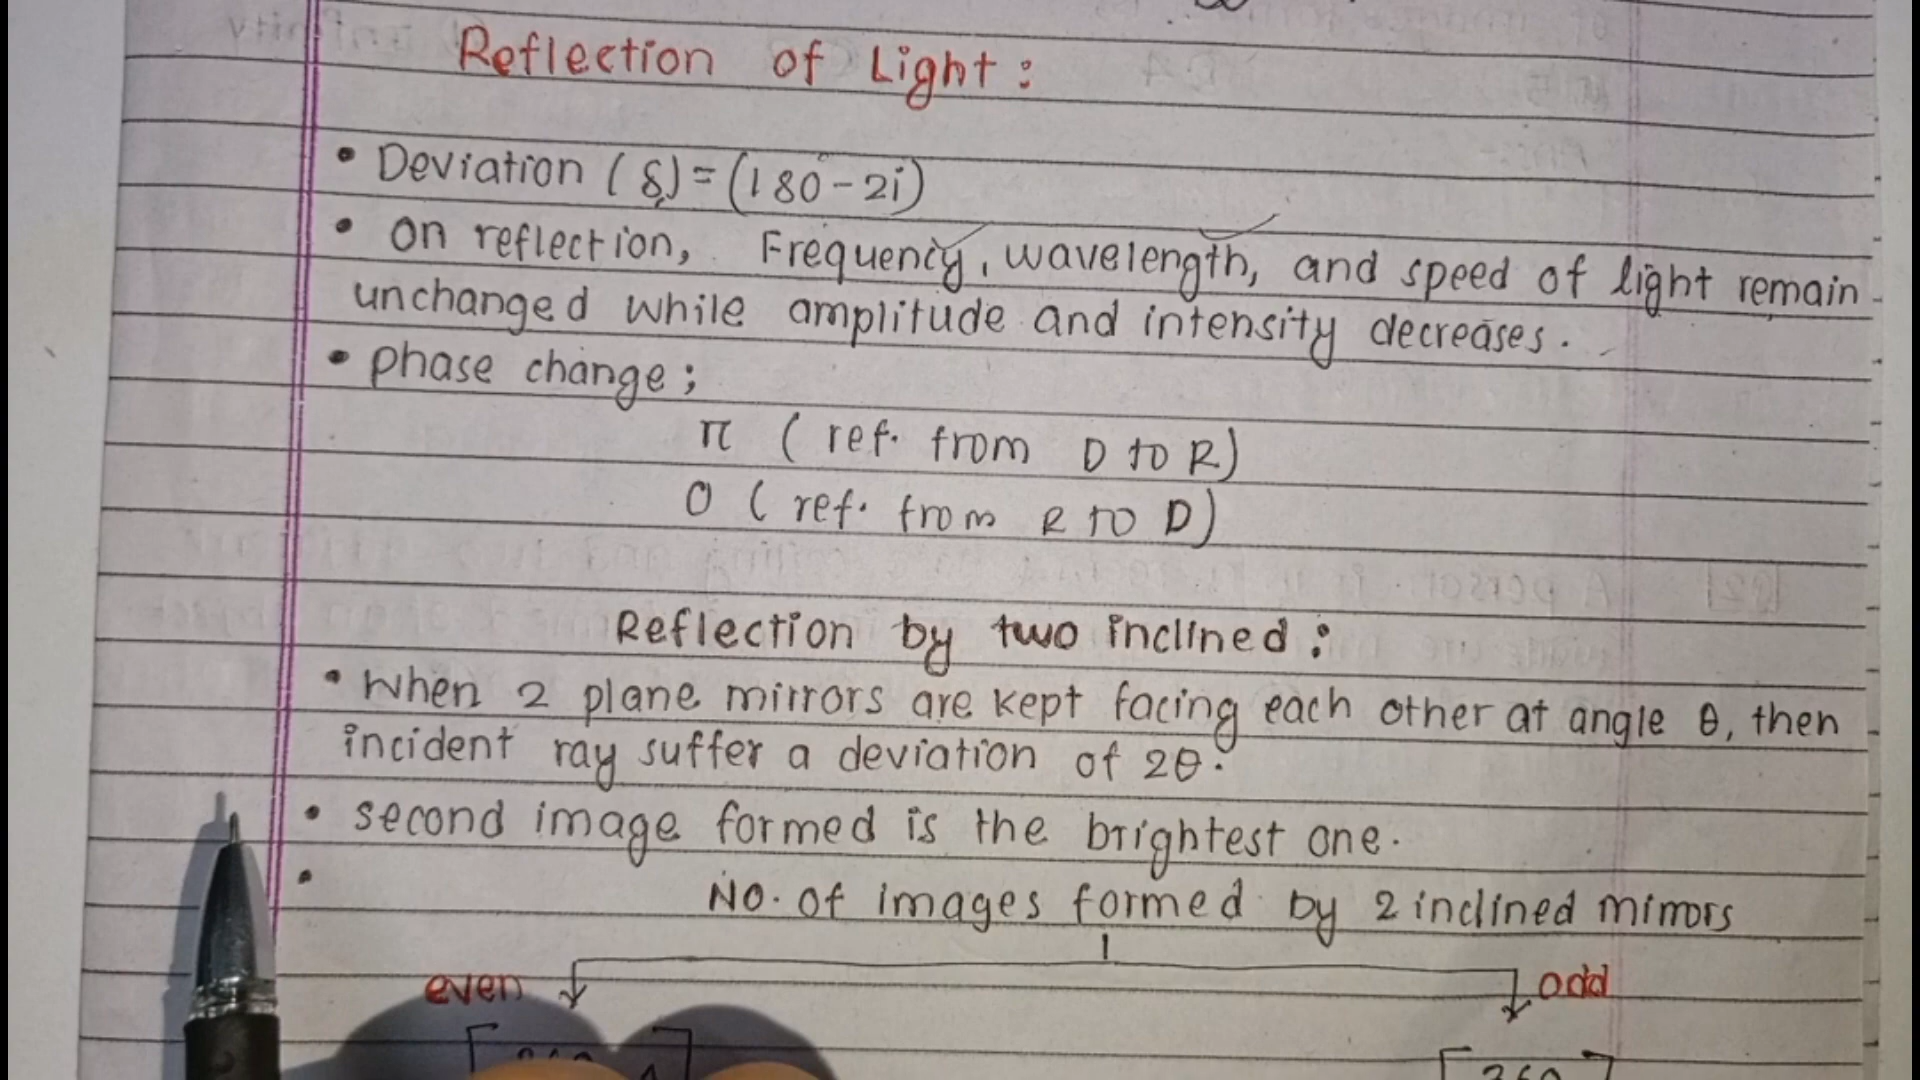 Reflection of Light:
• Deviation (δ) = (180° - 2i)
• on reflection, Frequency, wavelength, and speed of light remain
unchanged while amplitude and intensity decreases.
• phase change;
π (ref. from D to R)
0 (ref. from R to D)
Reflection by two inclined:
• when 2 plane mirrors are kept facing each other at angle θ, then
incident ray suffer a deviation of 2θ.
• second image formed is the brightest one.
• No. of images formed by 2 inclined mirrors
even odd